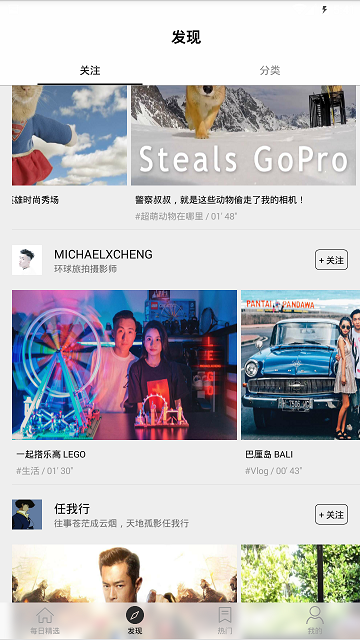 发现
关注
分类
Steals GoPro
英雄时尚秀场
警察叔叔，就是这些动物偷走了我的相机！
#超萌动物在哪里 / 01' 48"
MICHAELXCHENG
环球旅拍摄影师
+ 关注
PANTAI PANDAWA
一起搭乐高 LEGO
巴厘岛 BALI
#生活 / 01' 30"
#Vlog / 00' 43"
任我行
往事苍茫成云烟，天地孤影任我行
+ 关注
每日精选
发现
热门
我的